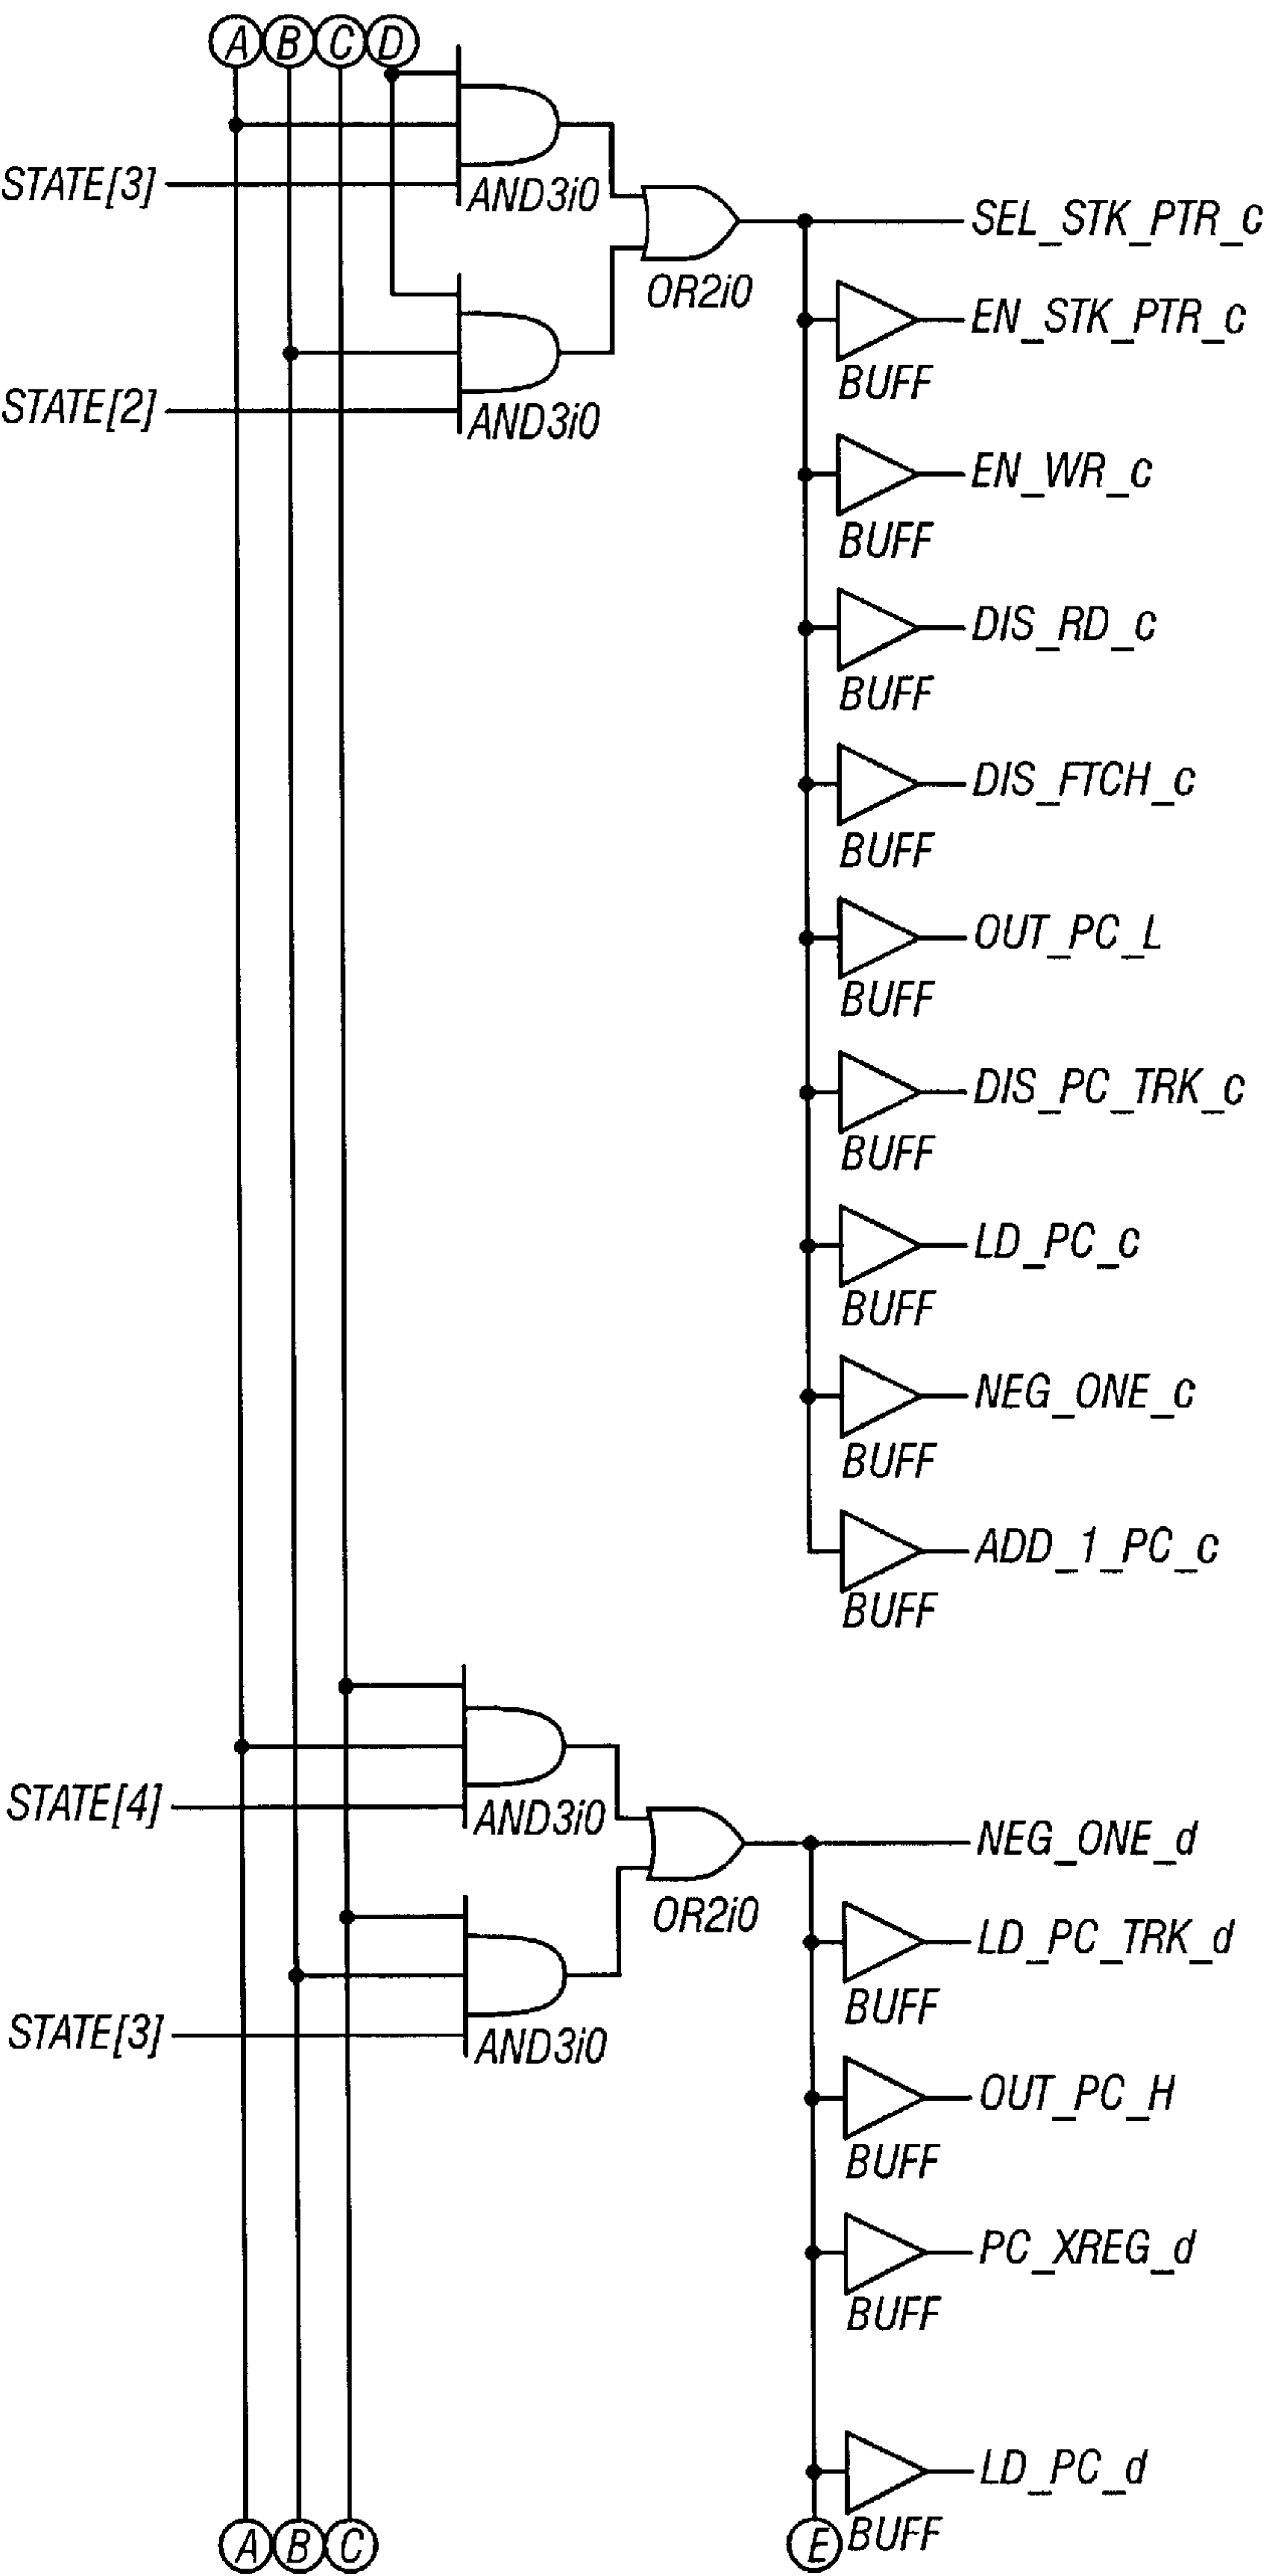 A B C D
STATE[3]
AND3i0
SEL_STK_PTR_c
OR2i0
EN_STK_PTR_c
BUFF
STATE[2]
AND3i0
EN_WR_c
BUFF
DIS_RD_c
BUFF
DIS_FTCH_c
BUFF
OUT_PC_L
BUFF
DIS_PC_TRK_c
BUFF
LD_PC_c
BUFF
NEG_ONE_c
BUFF
ADD_1_PC_c
BUFF
STATE[4]
AND3i0
NEG_ONE_d
OR2i0
LD_PC_TRK_d
BUFF
STATE[3]
AND3i0
OUT_PC_H
BUFF
PC_XREG_d
BUFF
LD_PC_d
BUFF
A B C E